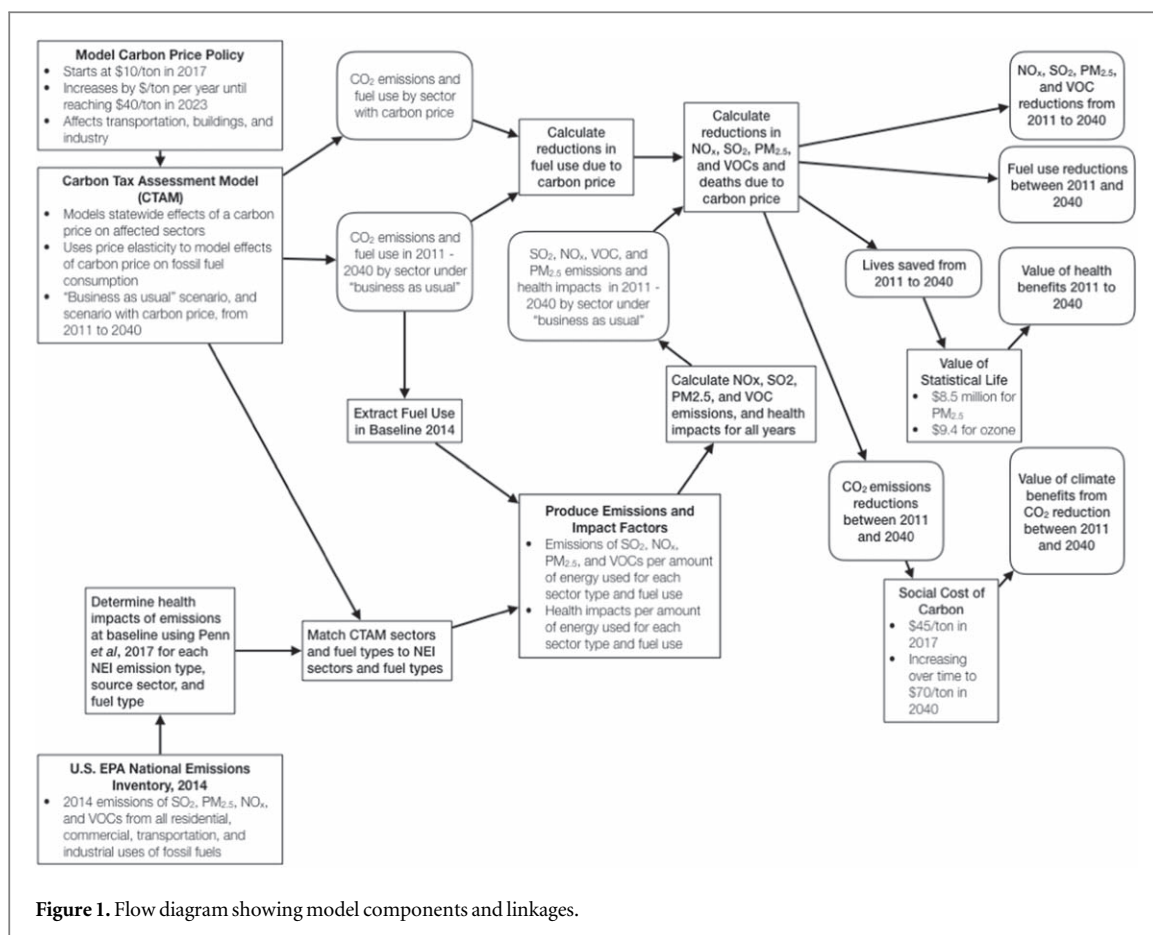 Model Carbon Price Policy
• Starts at $10/ton in 2017
• Increases by $/ton per year until
reaching $40/ton in 2023
• Affects transportation, buildings, and
industry
Carbon Tax Assessment Model
(CTAM)
• Models statewide effects of a carbon
price on affected sectors
• Uses price elasticity to model effects
of carbon price on fossil fuel
consumption
• “Business as usual” scenario, and
scenario with carbon price, from
2011 to 2040
CO₂ emissions and
fuel use by sector
with carbon price
CO₂ emissions and
fuel use in 2011 -
2040 by sector under
“business as usual”
Calculate
reductions in
fuel use due to
carbon price
Calculate
reductions in
NOₓ, SO₂, PM₂.₅,
and VOCs and
deaths due to
carbon price
NOₓ, SO₂, PM₂.₅,
and VOC
reductions from
2011 to 2040
Fuel use reductions
between 2011 and
2040
SO₂, NOₓ, VOC, and
PM₂.₅ emissions and
health impacts in 2011 -
2040 by sector under
“business as usual”
Lives saved from
2011 to 2040
Value of health
benefits 2011 to
2040
Value of
Statistical Life
• $8.5 million for
PM₂.₅
• $9.4 for ozone
Extract Fuel Use
in Baseline 2014
Calculate NOx, SO2,
PM2.5, and VOC
emissions, and health
impacts for all years
CO₂ emissions
reductions
between 2011
and 2040
Value of climate
benefits from
CO₂ reduction
between 2011
and 2040
Produce Emissions and
Impact Factors
• Emissions of SO₂, NOₓ,
PM₂.₅, and VOCs per amount
of energy used for each
sector type and fuel use
• Health impacts per amount
of energy used for each
sector type and fuel use
Social Cost of
Carbon
• $45/ton in
2017
• Increasing
over time to
$70/ton in
2040
Determine health
impacts of emissions
at baseline using Penn
et al, 2017 for each
NEI emission type,
source sector, and
fuel type
Match CTAM sectors
and fuel types to NEI
sectors and fuel types
U.S. EPA National Emissions
Inventory, 2014
• 2014 emissions of SO₂, PM₂.₅, NOₓ,
and VOCs from all residential,
commercial, transportation, and
industrial uses of fossil fuels
Figure 1. Flow diagram showing model components and linkages.